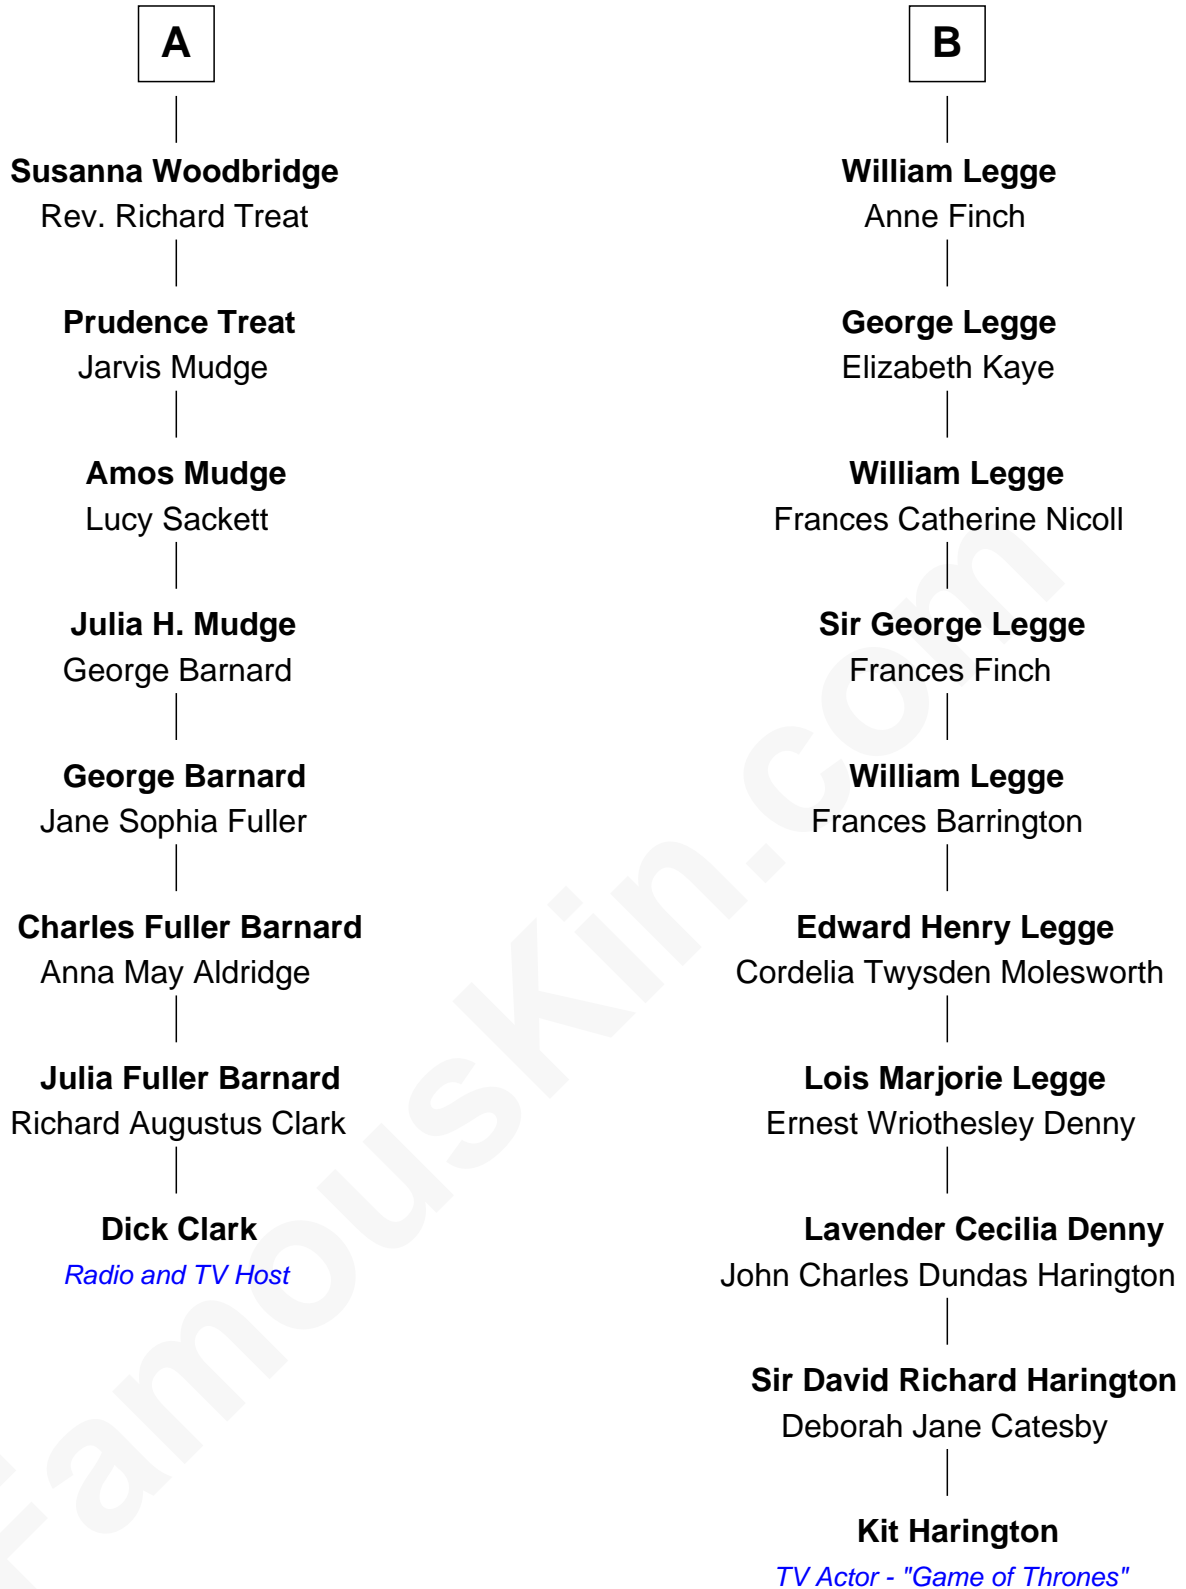 A
Susanna Woodbridge
Rev. Richard Treat
Prudence Treat
Jarvis Mudge
Amos Mudge
Lucy Sackett
Julia H. Mudge
George Barnard
George Barnard
Jane Sophia Fuller
Charles Fuller Barnard
Anna May Aldridge
Julia Fuller Barnard
Richard Augustus Clark
Dick Clark
Radio and TV Host
B
William Legge
Anne Finch
George Legge
Elizabeth Kaye
William Legge
Frances Catherine Nicoll
Sir George Legge
Frances Finch
William Legge
Frances Barrington
Edward Henry Legge
Cordelia Twysden Molesworth
Lois Marjorie Legge
Ernest Wriothesley Denny
Lavender Cecilia Denny
John Charles Dundas Harington
Sir David Richard Harington
Deborah Jane Catesby
Kit Harington
TV Actor - "Game of Thrones"
FamousKin.com